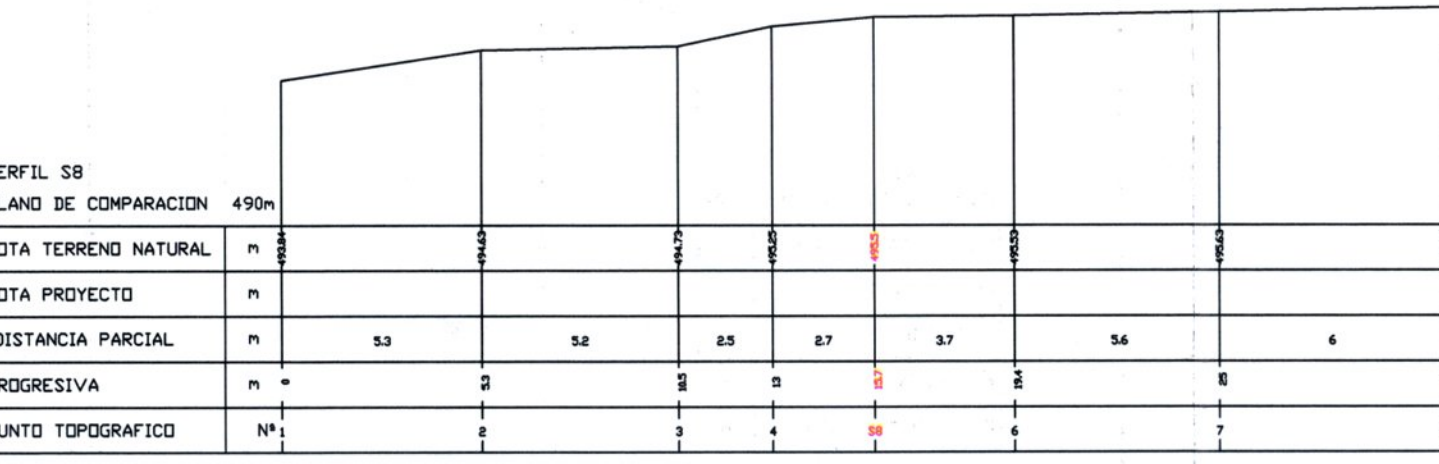 ERFIL S8
LANO DE COMPARACION 490m
OTA TERRENO NATURAL m 493.84 494.63 494.73 495.25 495.5 495.53 495.63
OTA PROYECTO m
DISTANCIA PARCIAL m 5.3 5.2 2.5 2.7 3.7 5.6 6
ROGRESIVA m 0 5.3 10.5 13 15.7 19.4 25
UNTO TOPOGRAFICO Nº 1 2 3 4 S8 6 7